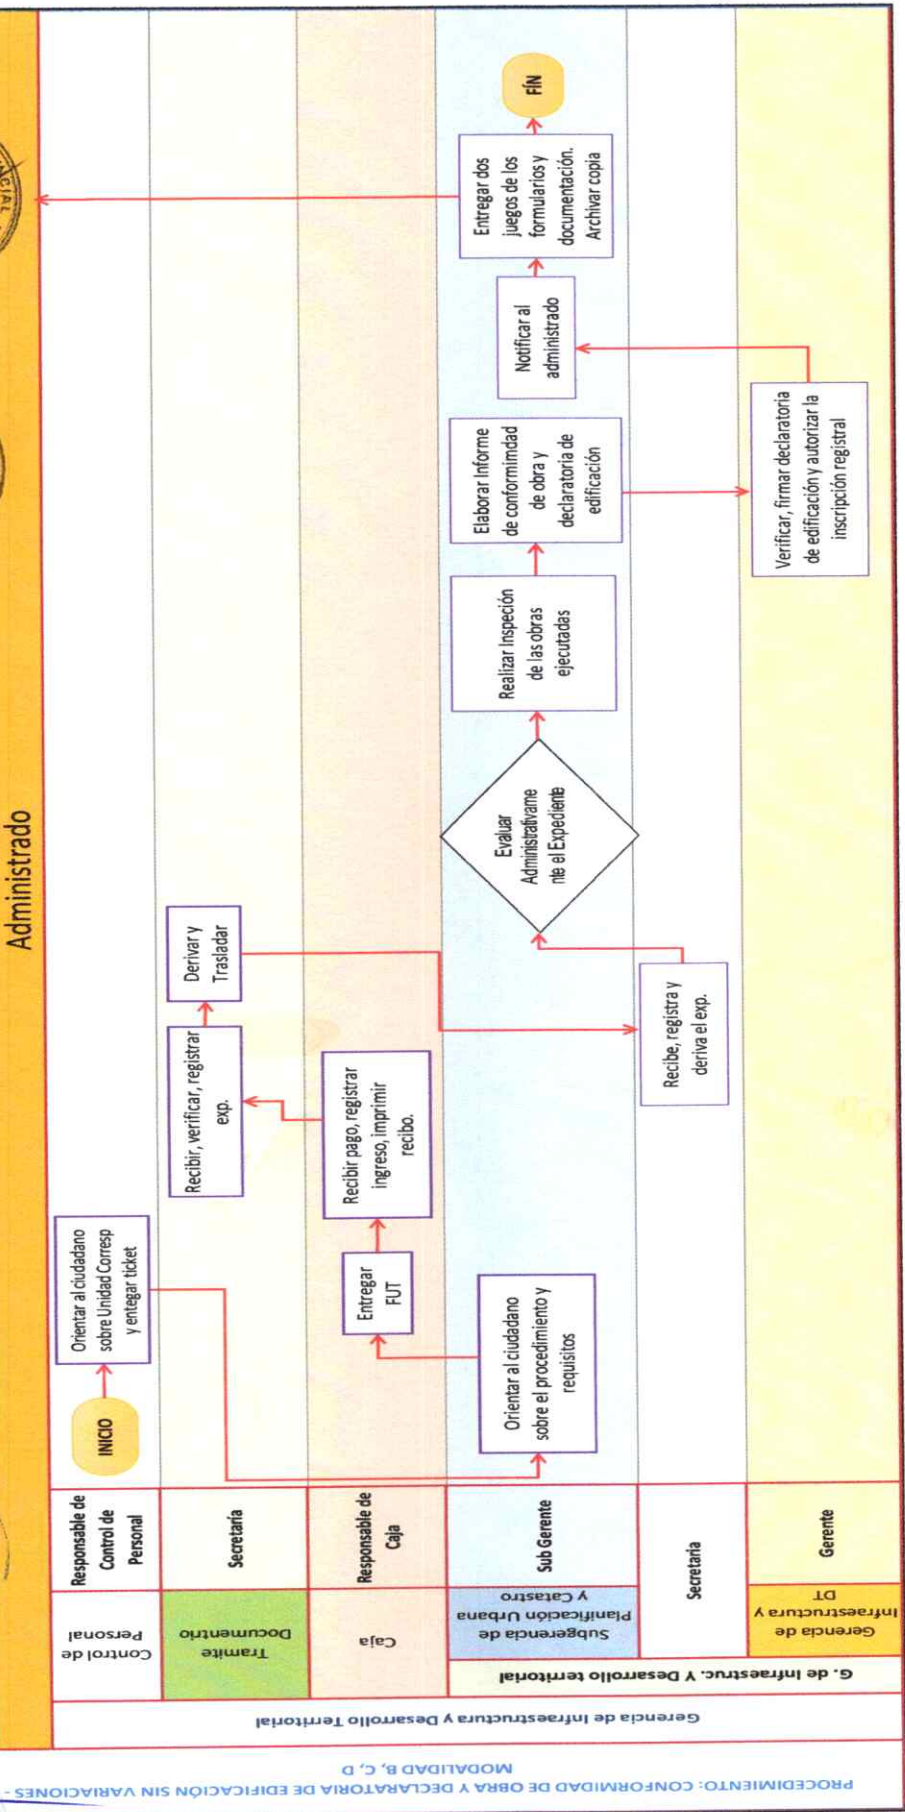 PROCEDIMIENTO: CONFORMIDAD DE OBRA Y DECLARATORIA DE EDIFICACIÓN SIN VARIACIONES -
MODALIDAD B, C, D
Gerencia de Infraestructura y Desarrollo Territorial
Administrado
Control de
Personal
Responsable de
Control de
Personal
INICIO
Orientar al ciudadano
sobre Unidad Corresp
y entegar ticket
Tramite
Documentrio
Secretaría
Recibir, verificar, registrar
exp.
Derivar y
Trasladar
Caja
Responsable de
Caja
Entregar
FUT
Recibir pago, registrar
ingreso, imprimir
recibo.
G. de Infraestruc. Y Desarrollo territorial
Subgerencia de
Planificación Urbana
Y Catastro
Sub Gerente
Orientar al ciudadano
sobre el procedimiento y
requisitos
Evaluar
Administrativame
nte el Expediente
Realizar Inspeción
de las obras
ejecutadas
Elaborar Informe
de conformimdad
de obra y
declaratoria de
edificación
Notificar al
administrado
Entregar dos
juegos de los
formularios y
documentación.
Archivar copia
FÍN
Secretaria
Recibe, registra y
deriva el exp.
Gerencia de
Infraestructura y
DT
Gerente
Verificar, firmar declaratoria
de edificación y autorizar la
inscripción registral